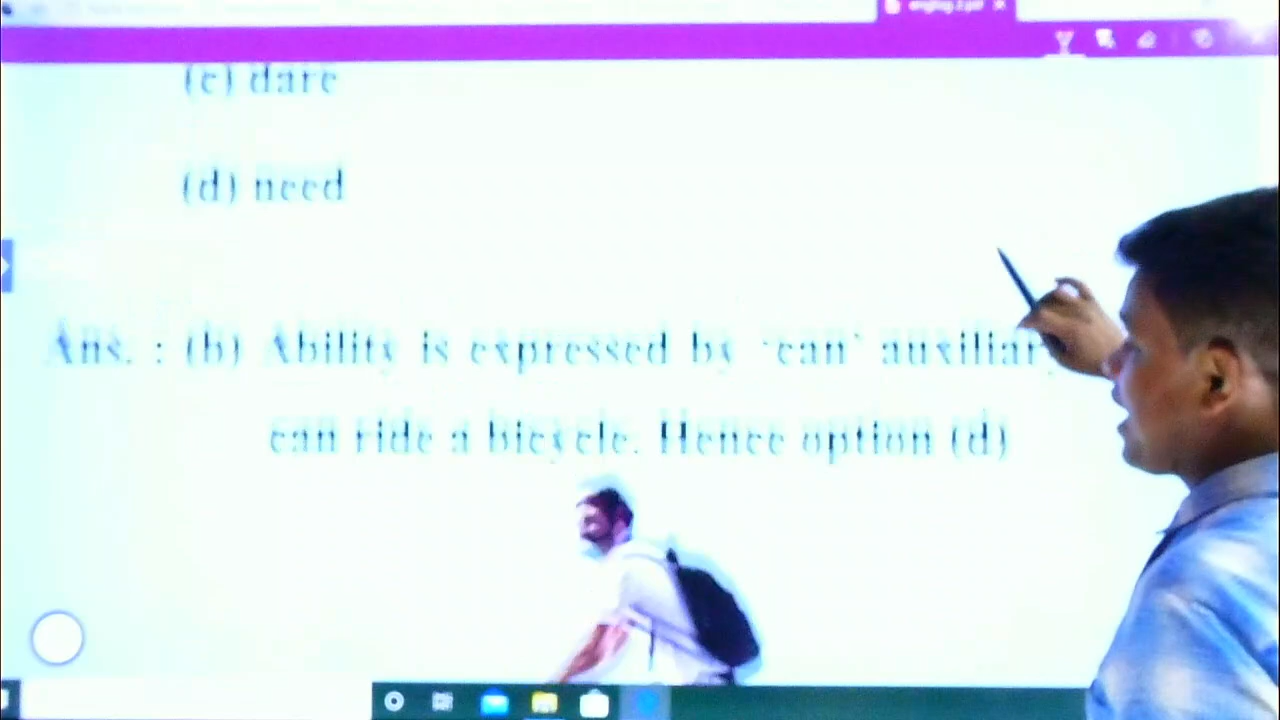 (c) dare
(d) need
Ans. : (b) Ability is expressed by 'can' auxiliary
can ride a bicycle. Hence option (d)